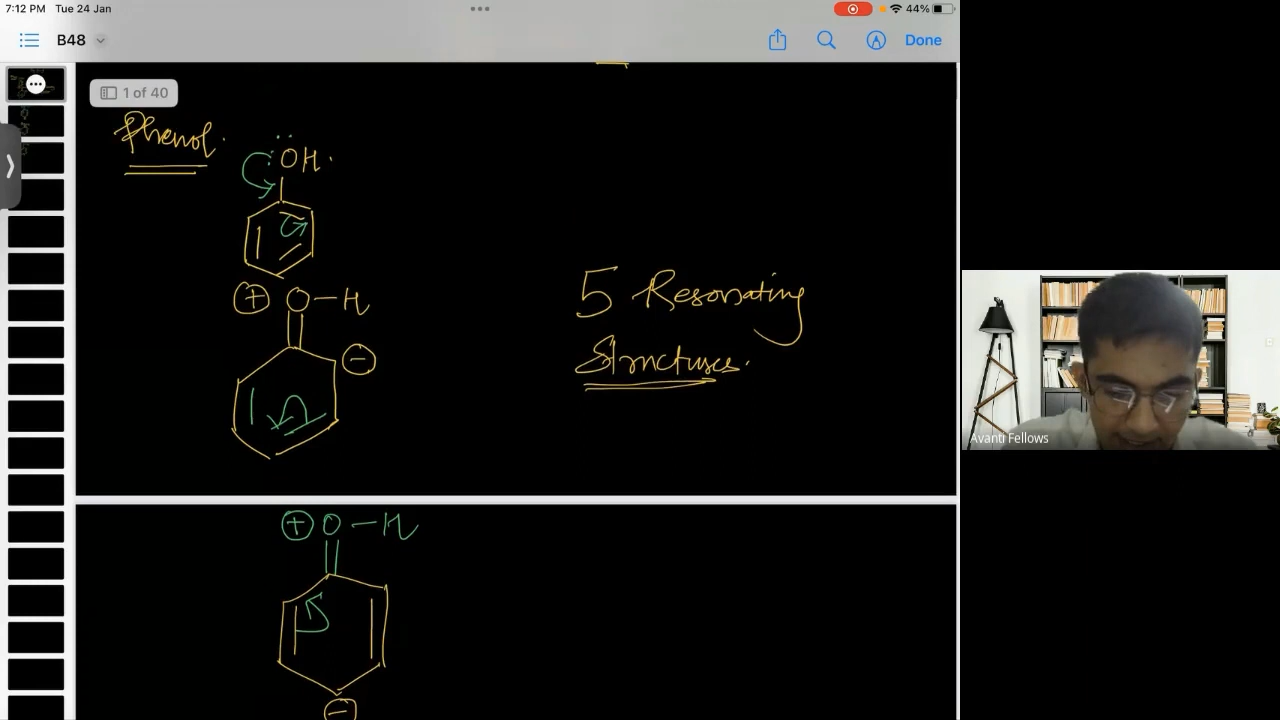 7:12 PM Tue 24 Jan
44%
B48
Done
1 of 40
Phenol.
:OH.
+ O-H
-
5 Resonating
Structures.
+ O-H
-
Avanti Fellows